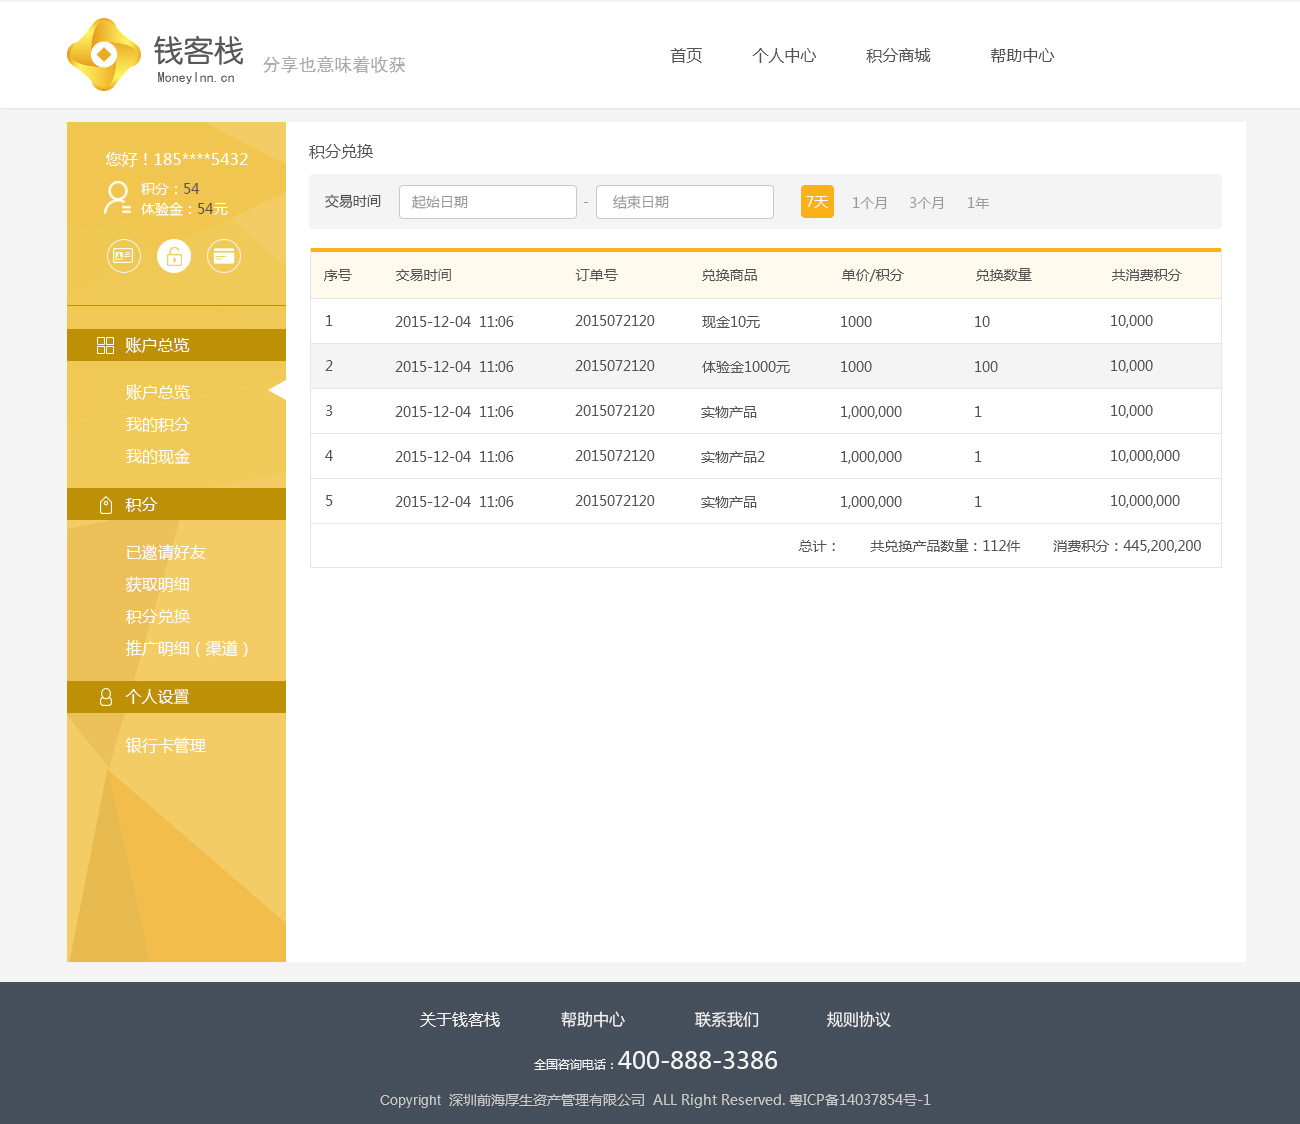 钱客栈
MoneyInn.cn
分享也意味着收获
首页 个人中心 积分商城 帮助中心
您好！185****5432
积分：54
体验金：54元
账户总览
账户总览
我的积分
我的现金
积分
已邀请好友
获取明细
积分兑换
推广明细（渠道）
个人设置
银行卡管理
积分兑换
交易时间 起始日期 - 结束日期 7天 1个月 3个月 1年
序号 交易时间 订单号 兑换商品 单价/积分 兑换数量 共消费积分
1 2015-12-04 11:06 2015072120 现金10元 1000 10 10,000
2 2015-12-04 11:06 2015072120 体验金1000元 1000 100 10,000
3 2015-12-04 11:06 2015072120 实物产品 1,000,000 1 10,000
4 2015-12-04 11:06 2015072120 实物产品2 1,000,000 1 10,000,000
5 2015-12-04 11:06 2015072120 实物产品 1,000,000 1 10,000,000
总计： 共兑换产品数量：112件 消费积分：445,200,200
关于钱客栈 帮助中心 联系我们 规则协议
全国咨询电话：400-888-3386
Copyright 深圳前海厚生资产管理有限公司 ALL Right Reserved. 粤ICP备14037854号-1